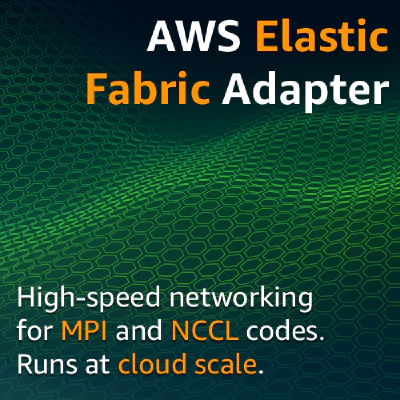 AWS Elastic
Fabric Adapter
High-speed networking
for MPI and NCCL codes.
Runs at cloud scale.